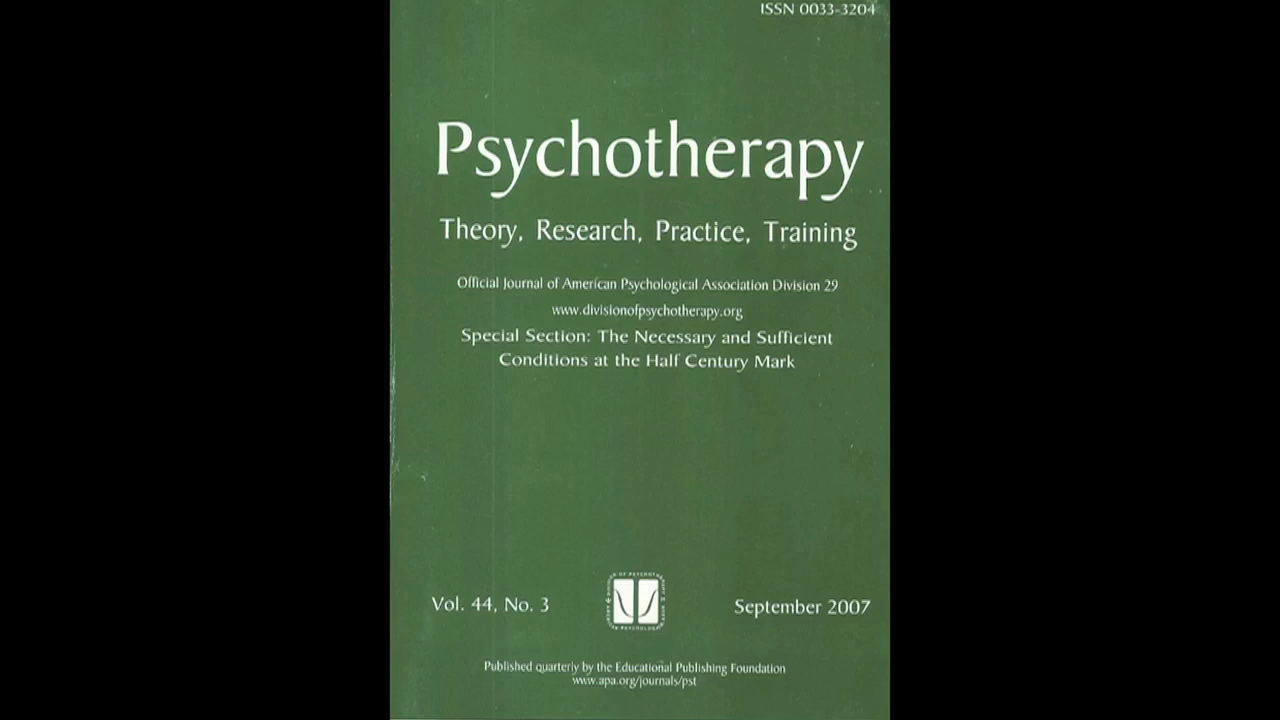 ISSN 0033-3204
Psychotherapy
Theory, Research, Practice, Training
Official Journal of American Psychological Association Division 29
www.divisionofpsychotherapy.org
Special Section: The Necessary and Sufficient
Conditions at the Half Century Mark
Vol. 44, No. 3
September 2007
Published quarterly by the Educational Publishing Foundation
www.apa.org/journals/pst